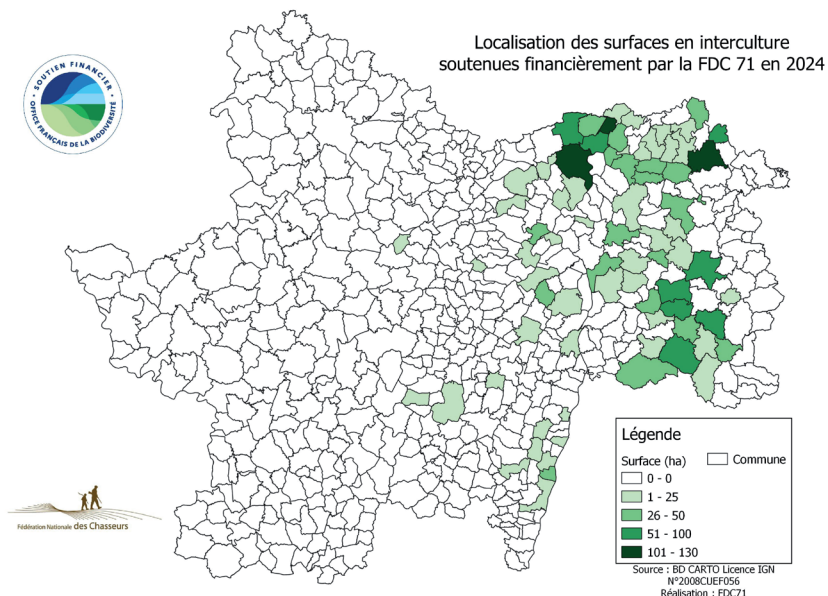 Localisation des surfaces en interculture
soutenues financièrement par la FDC 71 en 2024
• SOUTIEN FINANCIER •
OFFICE FRANÇAIS DE LA BIODIVERSITÉ
Fédération Nationale des Chasseurs
Légende
Surface (ha)
Commune
0 - 0
1 - 25
26 - 50
51 - 100
101 - 130
Source : BD CARTO Licence IGN
N°2008CUEF056
Réalisation : FDC71